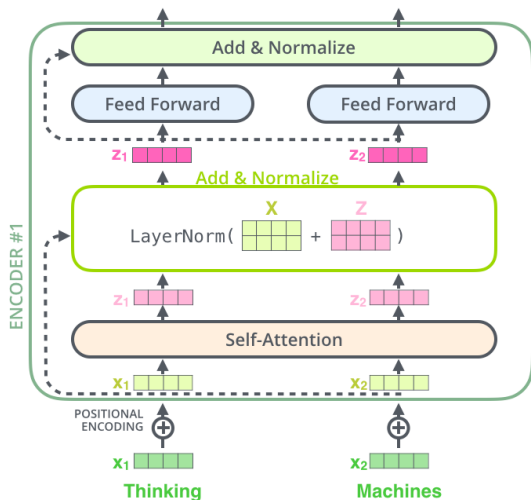 Add & Normalize
Feed Forward Feed Forward
z1 z2
Add & Normalize
X Z
LayerNorm( + )
ENCODER #1
z1 z2
Self-Attention
x1 x2
POSITIONAL
ENCODING
x1 x2
Thinking Machines